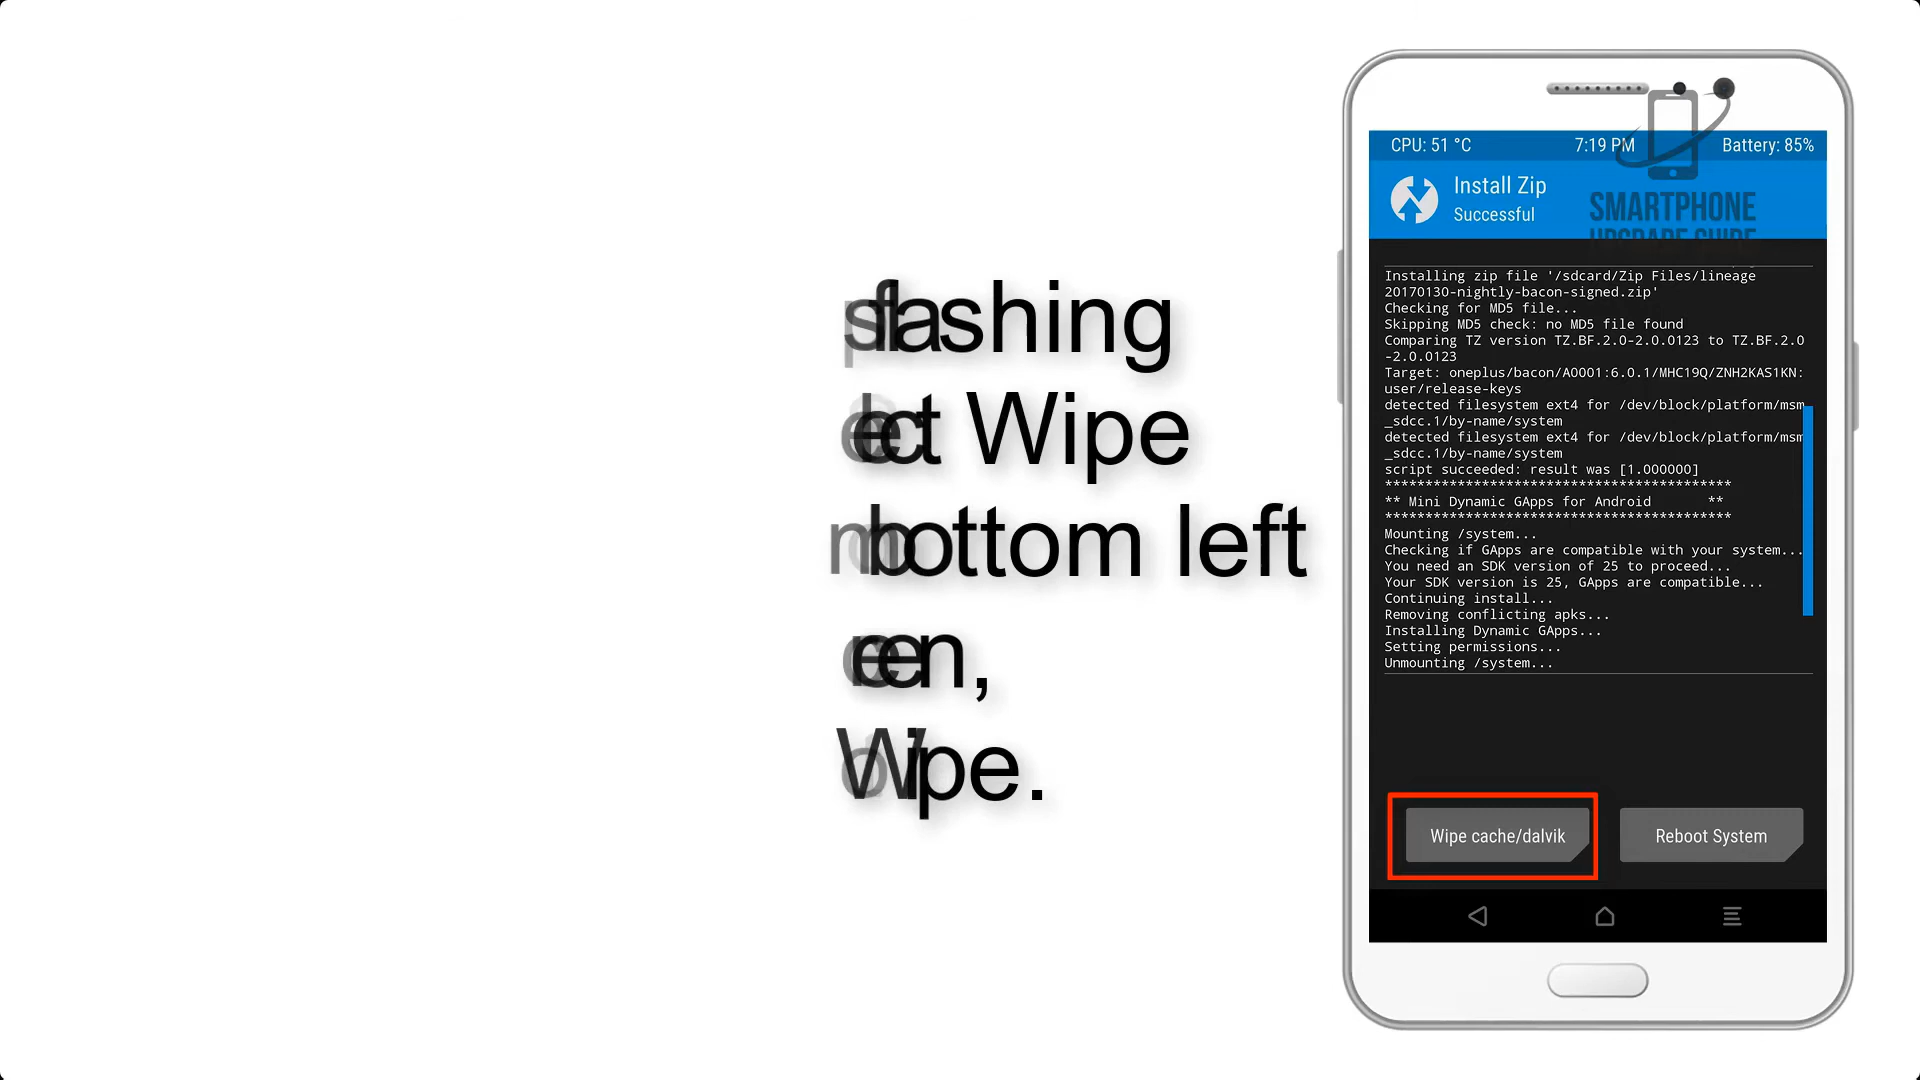 flashing
Wipe
bottom left
Wipe.
CPU: 51 °C 7:19 PM Battery: 85%
Install Zip
Successful
SMARTPHONE
UPGRADE GUIDE
Installing zip file '/sdcard/Zip Files/lineage
20170130-nightly-bacon-signed.zip'
Checking for MD5 file...
Skipping MD5 check: no MD5 file found
Comparing TZ version TZ.BF.2.0-2.0.0123 to TZ.BF.2.0
-2.0.0123
Target: oneplus/bacon/A0001:6.0.1/MHC19Q/ZNH2KAS1KN:
user/release-keys
detected filesystem ext4 for /dev/block/platform/msm
_sdcc.1/by-name/system
detected filesystem ext4 for /dev/block/platform/msm
_sdcc.1/by-name/system
script succeeded: result was [1.000000]
*******************************************
** Mini Dynamic GApps for Android **
*******************************************
Mounting /system...
Checking if GApps are compatible with your system...
You need an SDK version of 25 to proceed...
Your SDK version is 25, GApps are compatible...
Continuing install...
Removing conflicting apks...
Installing Dynamic GApps...
Setting permissions...
Unmounting /system...
Wipe cache/dalvik
Reboot System